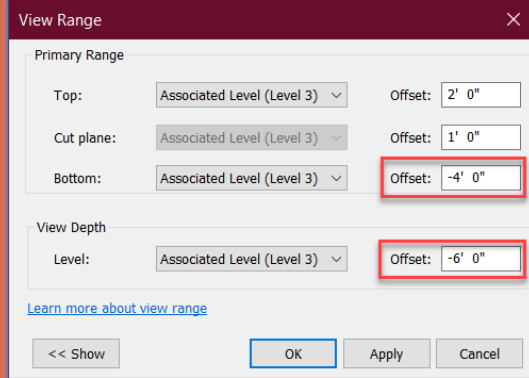 View Range
Primary Range
Top: Associated Level (Level 3) Offset: 2' 0"
Cut plane: Associated Level (Level 3) Offset: 1' 0"
Bottom: Associated Level (Level 3) Offset: -4' 0"
View Depth
Level: Associated Level (Level 3) Offset: -6' 0"
Learn more about view range
<< Show OK Apply Cancel